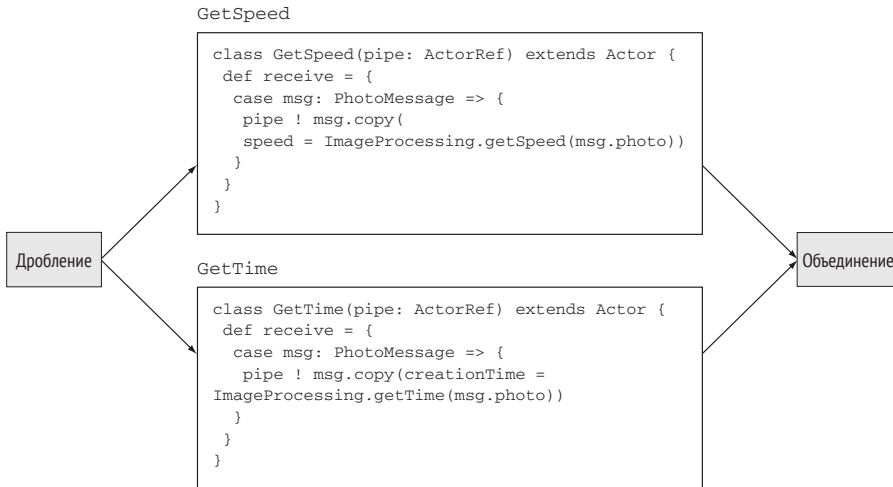 GetSpeed
class GetSpeed(pipe: ActorRef) extends Actor {
def receive = {
case msg: PhotoMessage => {
pipe ! msg.copy(
speed = ImageProcessing.getSpeed(msg.photo))
}
}
}
Дробление
Объединение
GetTime
class GetTime(pipe: ActorRef) extends Actor {
def receive = {
case msg: PhotoMessage => {
pipe ! msg.copy(creationTime =
ImageProcessing.getTime(msg.photo))
}
}
}